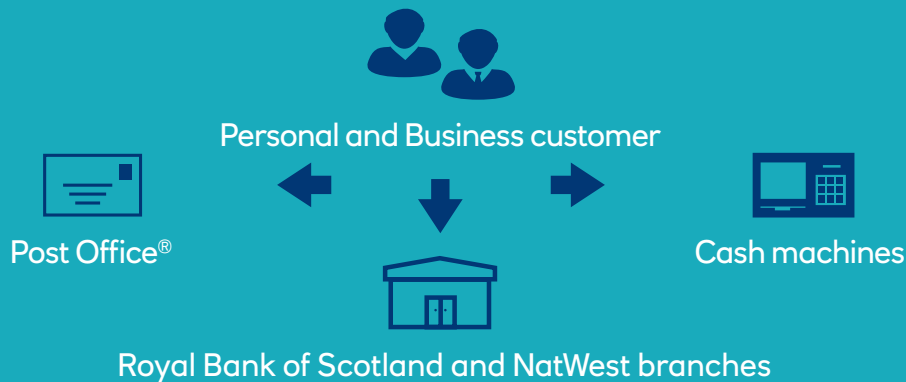 Personal and Business customer
Post Office®
Cash machines
Royal Bank of Scotland and NatWest branches